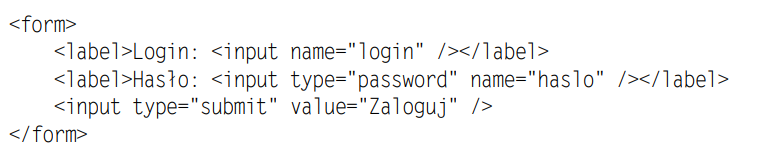 <form>
<label>Login: <input name="login" /></label>
<label>Hasło: <input type="password" name="haslo" /></label>
<input type="submit" value="Zaloguj" />
</form>